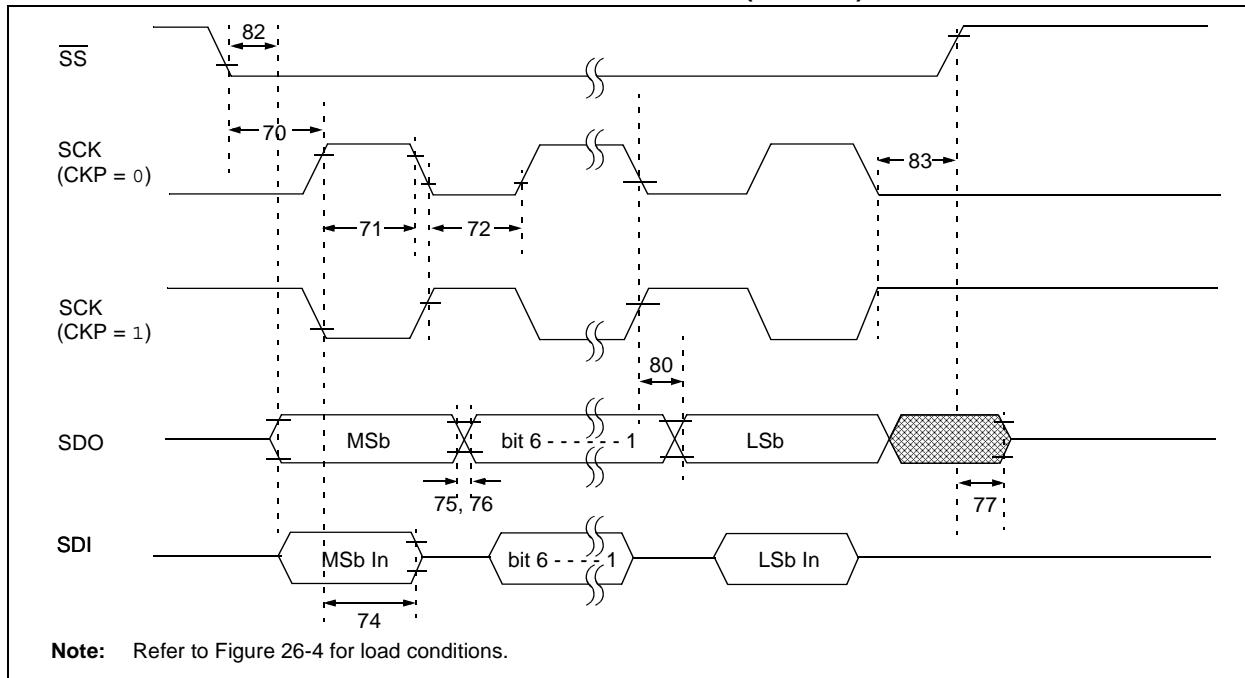 82
SS
70
SCK
(CKP = 0)
83
71
72
SCK
(CKP = 1)
80
SDO
MSb
bit 6 - - - - - - 1
LSb
75, 76
77
SDI
MSb In
bit 6 - - - - 1
LSb In
74
Note: Refer to Figure 26-4 for load conditions.